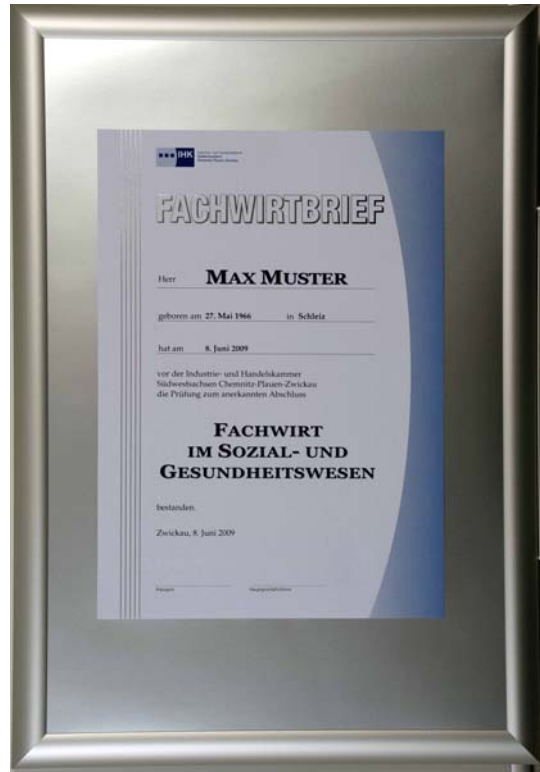 IHK
FACHWIRTBRIEF
Herr MAX MUSTER
geboren am 27. Mai 1966 in Schleiz
hat am 8. Juni 2009
vor der Industrie- und Handelskammer
Südwestsachsen Chemnitz-Plauen-Zwickau
die Prüfung zum anerkannten Abschluss
FACHWIRT
IM SOZIAL- UND
GESUNDHEITSWESEN
bestanden.
Zwickau, 8. Juni 2009